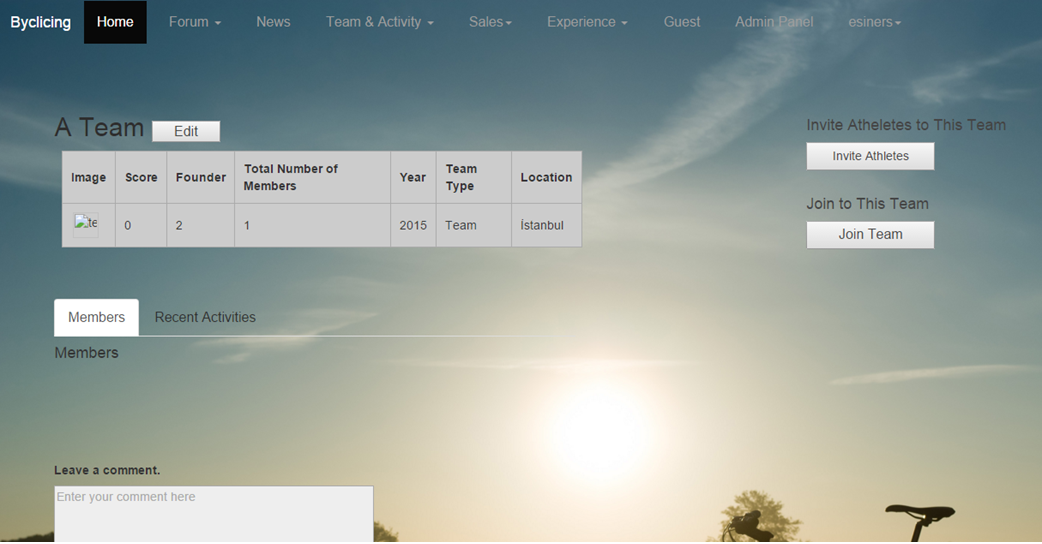 Byclicing Home Forum News Team & Activity Sales Experience Guest Admin Panel esiners
A Team Edit
Invite Atheletes to This Team
Invite Athletes
Image Score Founder Total Number of Members Year Team Type Location
te 0 2 1 2015 Team İstanbul
Join to This Team
Join Team
Members Recent Activities
Members
Leave a comment.
Enter your comment here